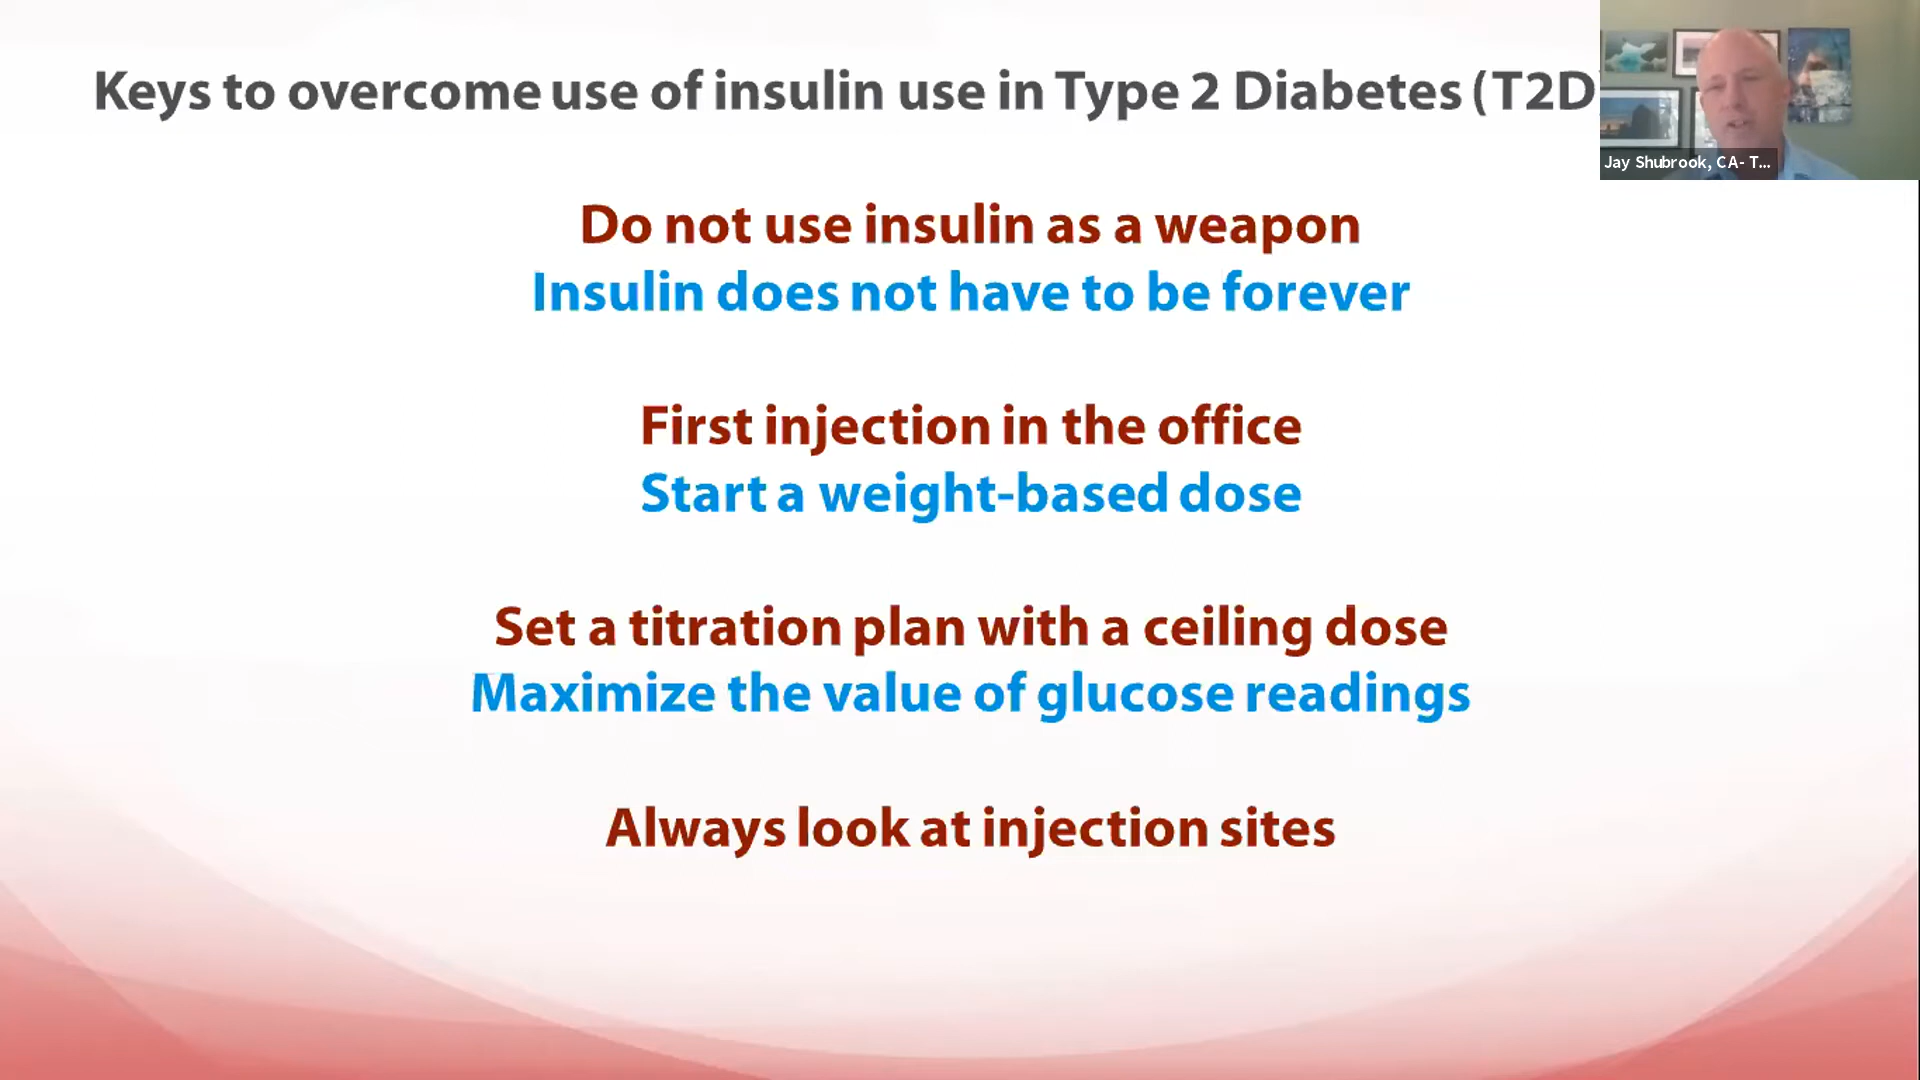 Keys to overcome use of insulin use in Type 2 Diabetes (T2D
Jay Shubrook, CA- T...
Do not use insulin as a weapon
Insulin does not have to be forever
First injection in the office
Start a weight-based dose
Set a titration plan with a ceiling dose
Maximize the value of glucose readings
Always look at injection sites